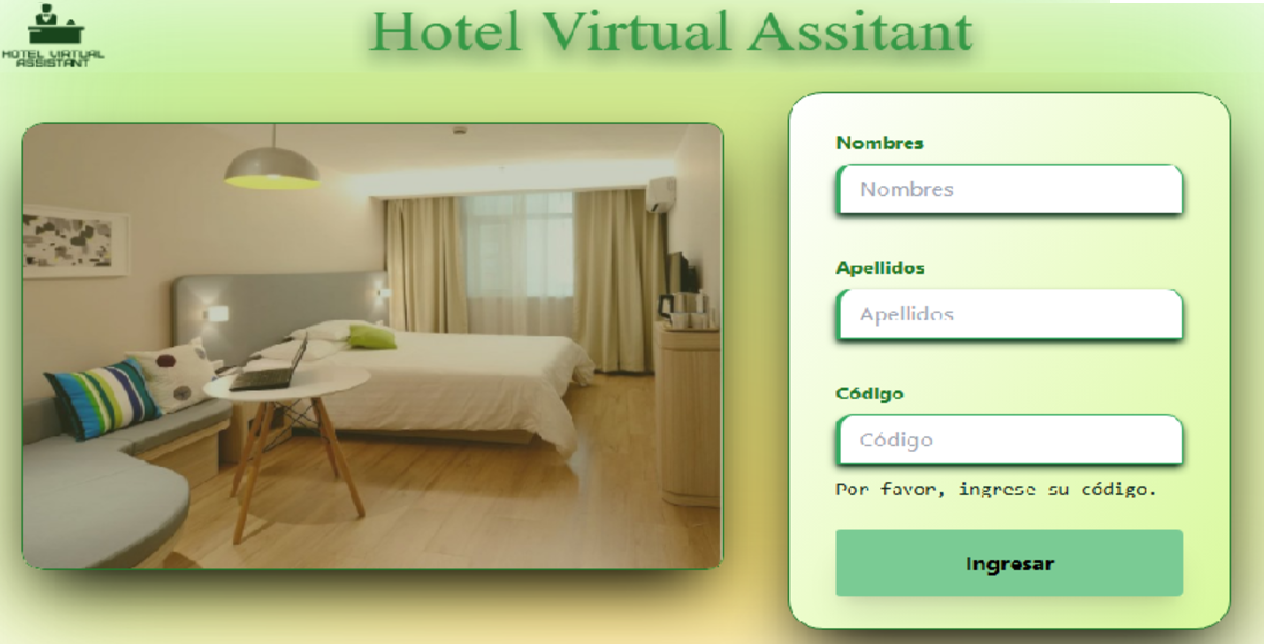 HOTEL VIRTUAL
ASSISTANT
Hotel Virtual Assitant
Nombres
Nombres
Apellidos
Apellidos
Código
Código
Por favor, ingrese su código.
Ingresar